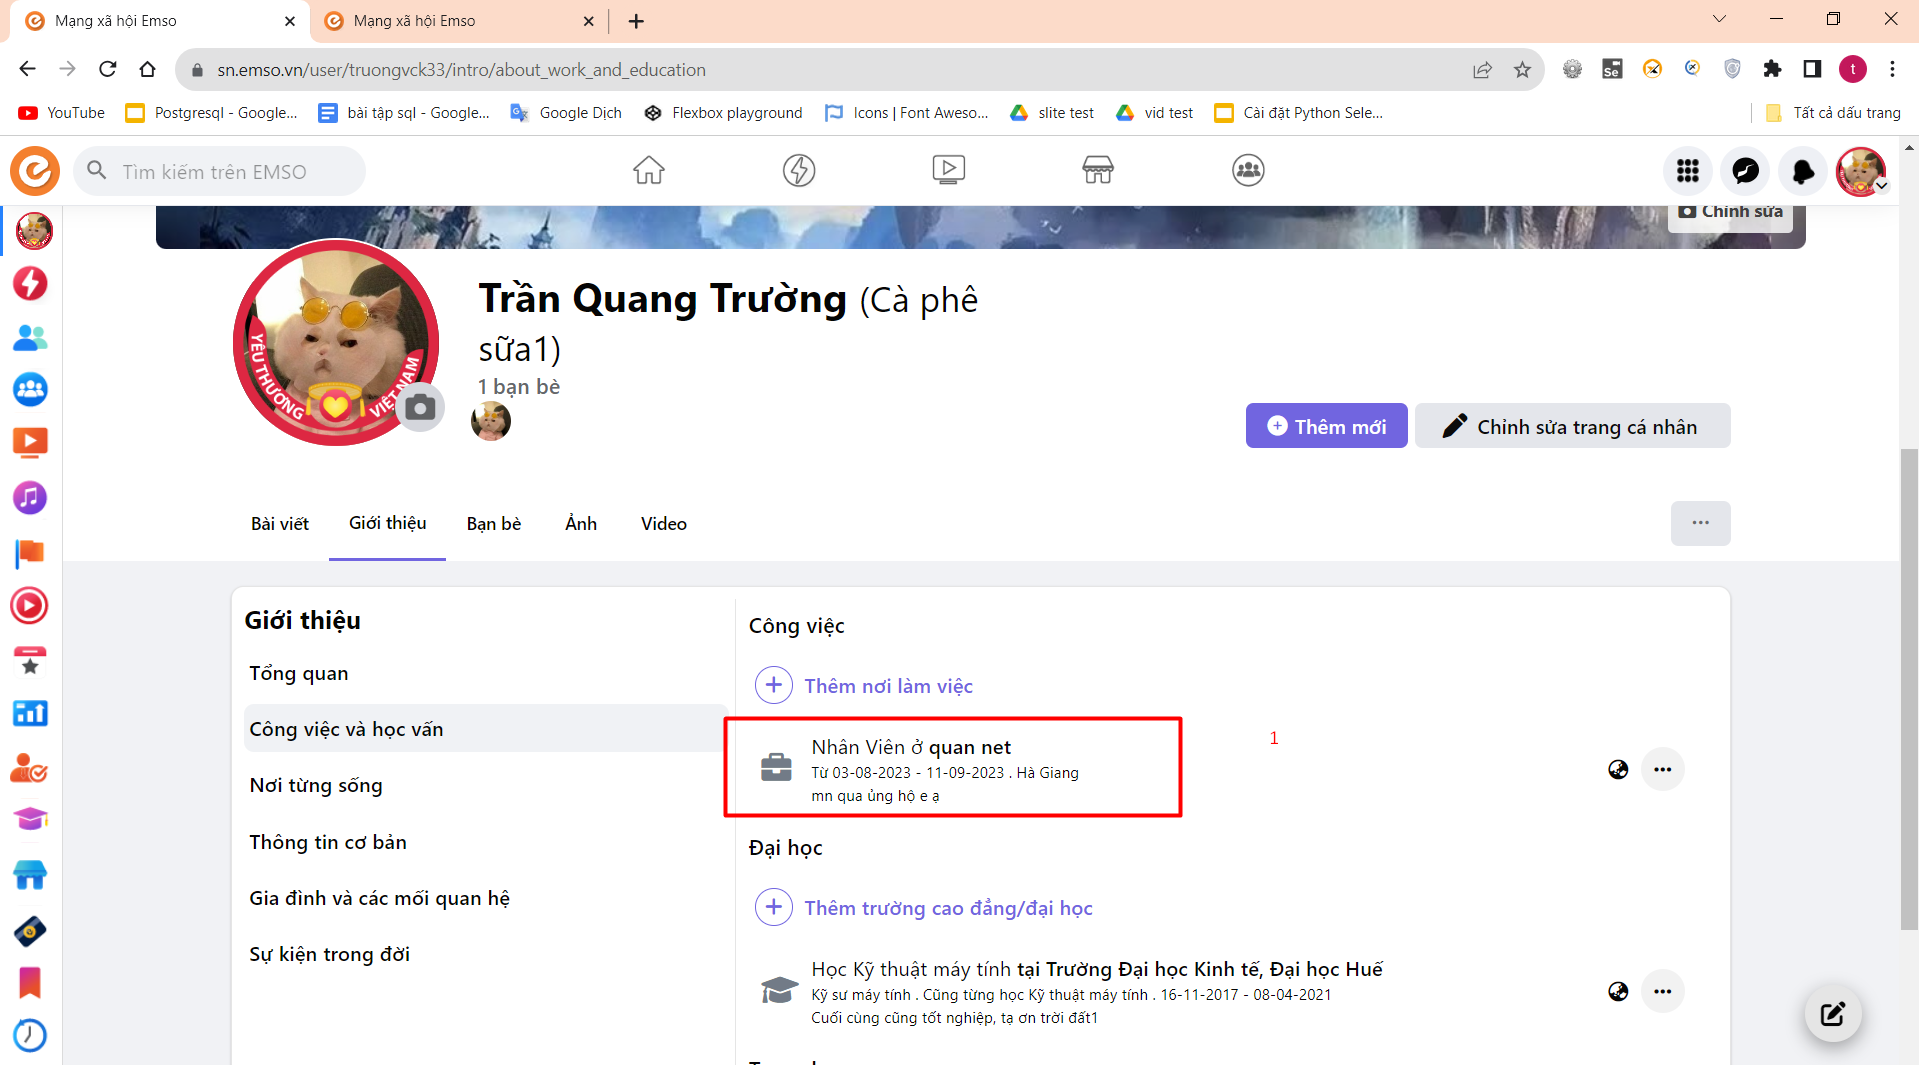 Mạng xã hội Emso
Mạng xã hội Emso
sn.emso.vn/user/truongvck33/intro/about_work_and_education
Se
t
YouTube
Postgresql - Google...
bài tập sql - Google...
Google Dịch
Flexbox playground
Icons | Font Aweso...
slite test
vid test
Cài đặt Python Sele...
Tất cả dấu trang
Tìm kiếm trên EMSO
Chỉnh sửa
YÊU THƯƠNG VIỆT NAM
Trần Quang Trường (Cà phê
sữa1)
1 bạn bè
Thêm mới
Chỉnh sửa trang cá nhân
Bài viết
Giới thiệu
Bạn bè
Ảnh
Video
Giới thiệu
Tổng quan
Công việc và học vấn
Nơi từng sống
Thông tin cơ bản
Gia đình và các mối quan hệ
Sự kiện trong đời
Công việc
Thêm nơi làm việc
Nhân Viên ở quan net
Từ 03-08-2023 - 11-09-2023 . Hà Giang
mn qua ủng hộ e ạ
1
Đại học
Thêm trường cao đẳng/đại học
Học Kỹ thuật máy tính tại Trường Đại học Kinh tế, Đại học Huế
Kỹ sư máy tính . Cũng từng học Kỹ thuật máy tính . 16-11-2017 - 08-04-2021
Cuối cùng cũng tốt nghiệp, tạ ơn trời đất1